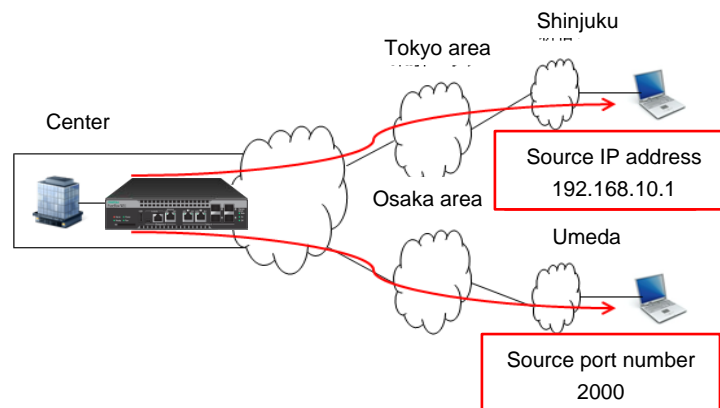 Shinjuku
Tokyo area
Center
Source IP address
192.168.10.1
Osaka area
Umeda
Source port number
2000